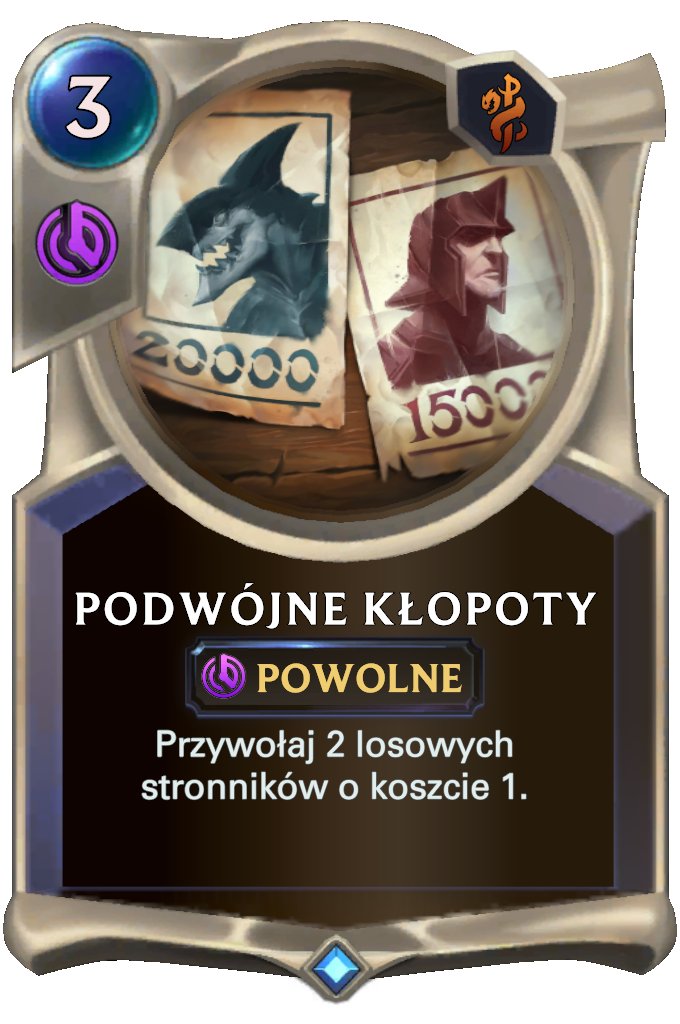 3
20000
1500
PODWÓJNE KŁOPOTY
POWOLNE
Przywołaj 2 losowych
stronników o koszcie 1.